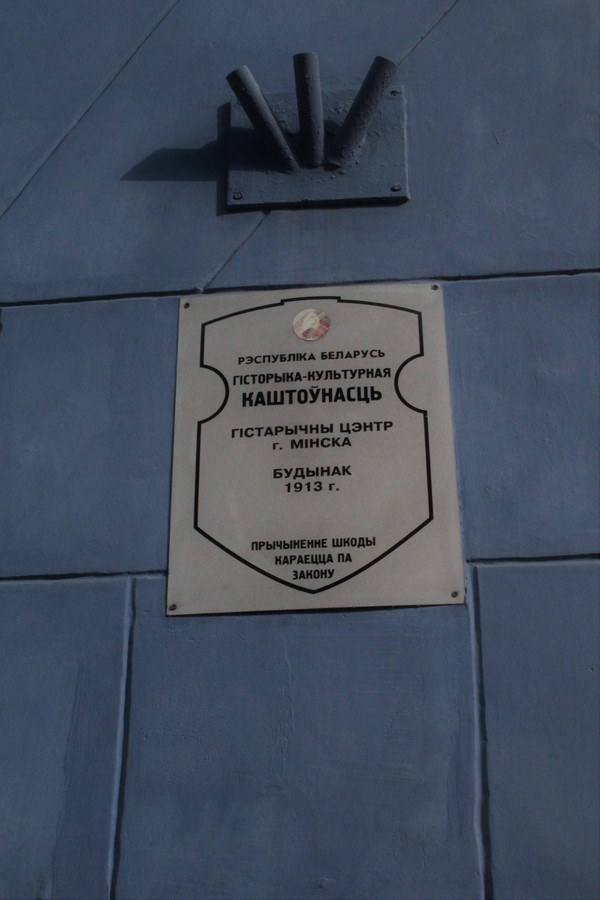 РЭСПУБЛІКА БЕЛАРУСЬ
ГІСТОРЫКА-КУЛЬТУРНАЯ
КАШТОЎНАСЦЬ
ГІСТАРЫЧНЫ ЦЭНТР
г. МІНСКА
БУДЫНАК
1913 г.
ПРЫЧЫНЕННЕ ШКОДЫ
КАРАЕЦЦА ПА
ЗАКОНУ